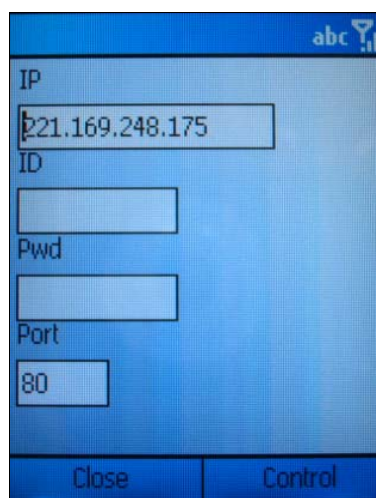 abc
IP
221.169.248.175
ID
Pwd
Port
80
Close Control